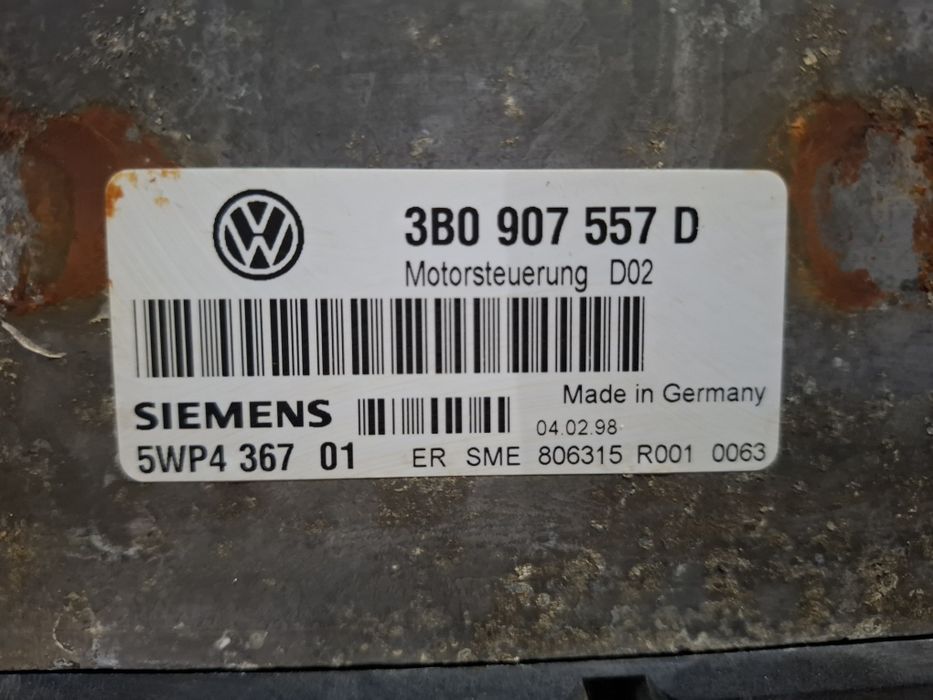 3B0 907 557 D
Motorsteuerung D02
Made in Germany
SIEMENS
04.02.98
5WP4 367 01 ER SME 806315 R001 0063